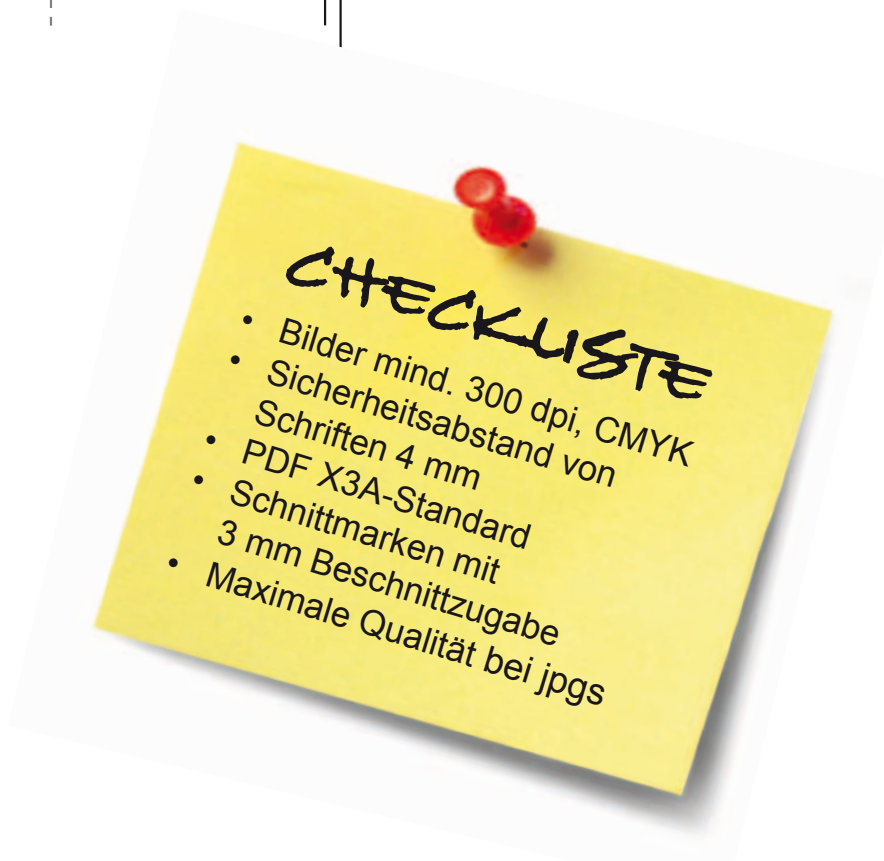 CHECKLISTE
• Bilder mind. 300 dpi, CMYK
• Sicherheitsabstand von
Schriften 4 mm
• PDF X3A-Standard
• Schnittmarken mit
3 mm Beschnittzugabe
• Maximale Qualität bei jpgs